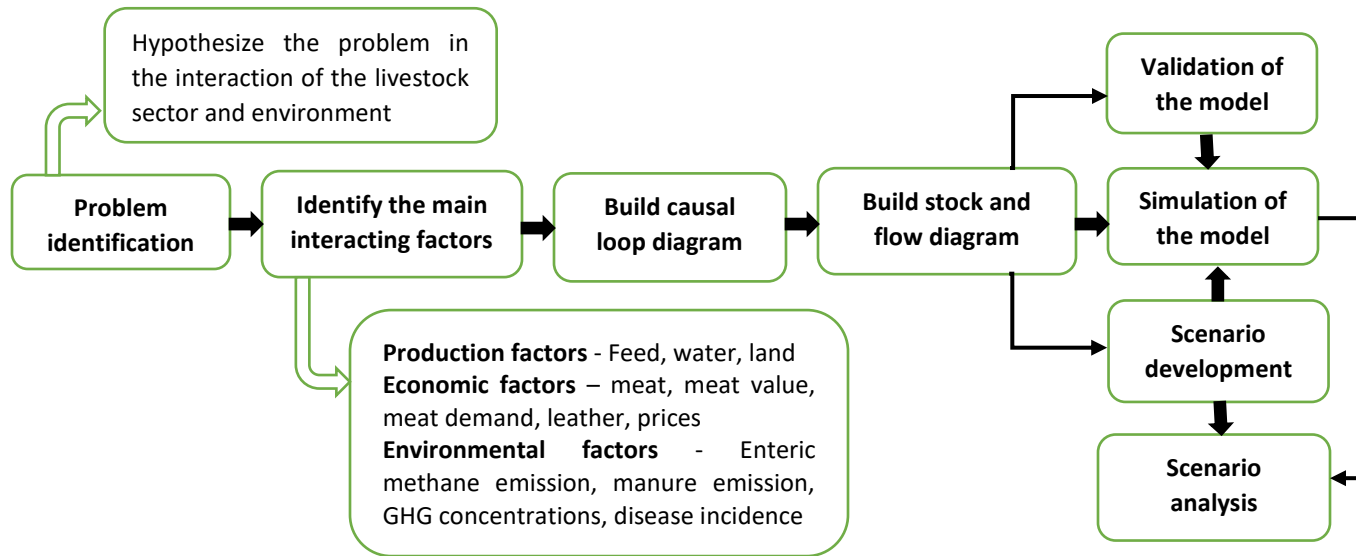 Hypothesize the problem in
the interaction of the livestock
sector and environment
Problem
identification
Identify the main
interacting factors
Build causal
loop diagram
Build stock and
flow diagram
Validation of
the model
Simulation of
the model
Scenario
development
Scenario
analysis
Production factors - Feed, water, land
Economic factors – meat, meat value,
meat demand, leather, prices
Environmental factors - Enteric
methane emission, manure emission,
GHG concentrations, disease incidence